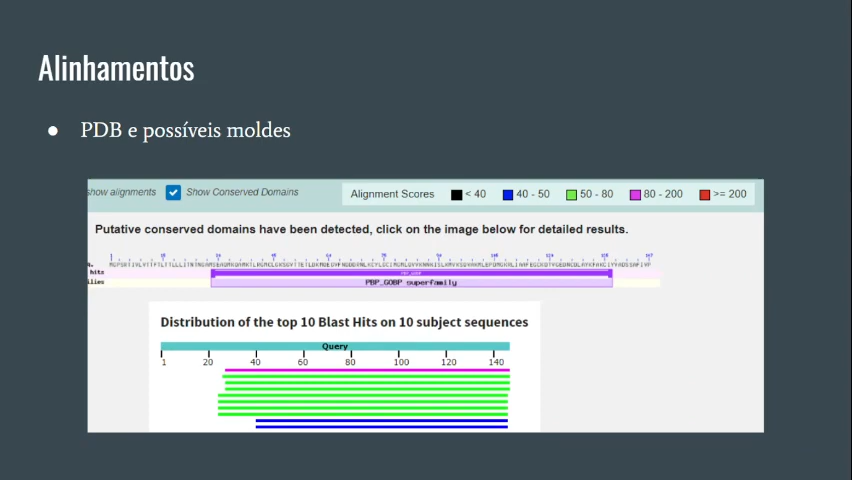 Alinhamentos
● PDB e possíveis moldes
show alignments Show Conserved Domains Alignment Scores < 40 40 - 50 50 - 80 80 - 200 >= 200
Putative conserved domains have been detected, click on the image below for detailed results.
hits
PBP_GOBP superfamily
Distribution of the top 10 Blast Hits on 10 subject sequences
Query
1 20 40 60 80 100 120 140